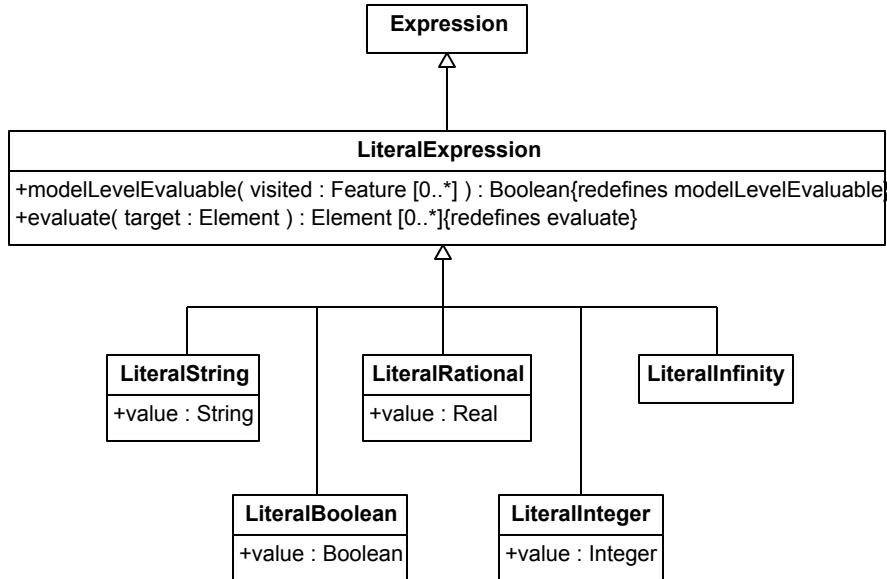 Expression
LiteralExpression
+modelLevelEvaluable( visited : Feature [0..*] ) : Boolean{redefines modelLevelEvaluable}
+evaluate( target : Element ) : Element [0..*]{redefines evaluate}
LiteralString
+value : String
LiteralRational
+value : Real
LiteralInfinity
LiteralBoolean
+value : Boolean
LiteralInteger
+value : Integer